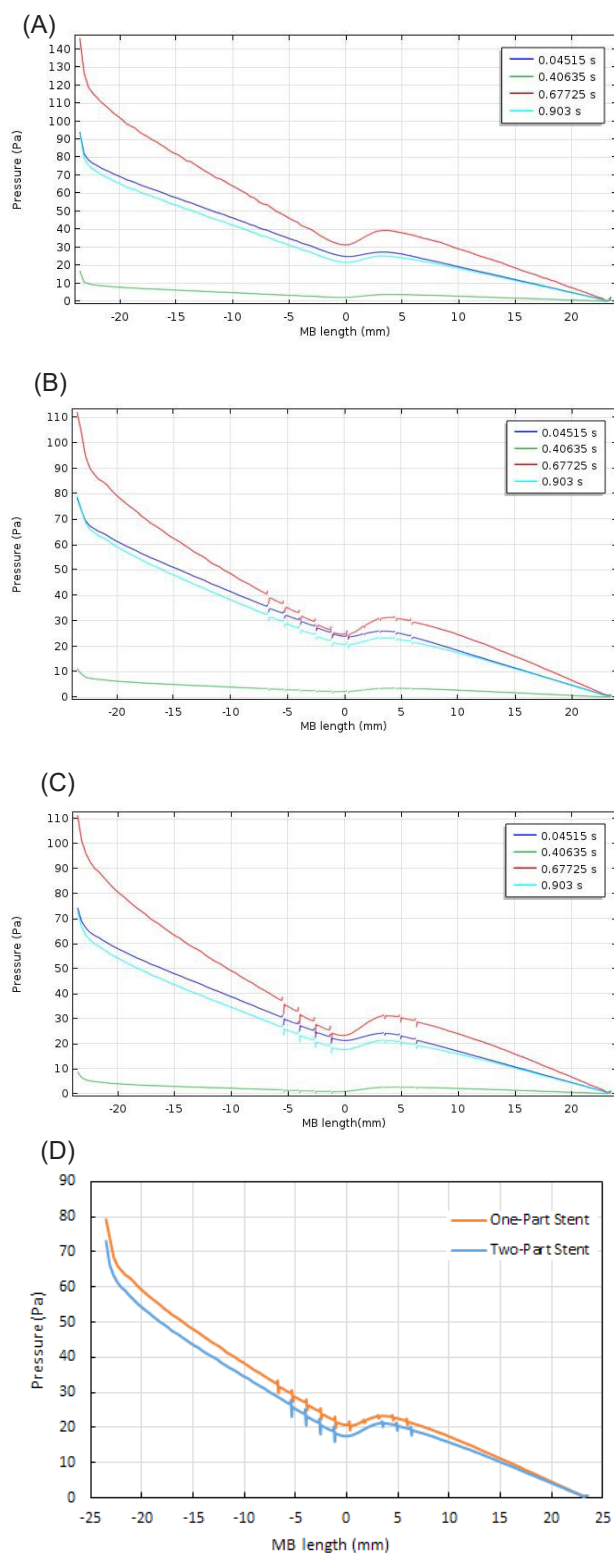 (A)
140
130
120
110
100
90
80
70
60
50
40
30
20
10
0
Pressure (Pa)
0.04515 s
0.40635 s
0.67725 s
0.903 s
-20 -15 -10 -5 0 5 10 15 20
MB length (mm)
(B)
110
100
90
80
70
60
50
40
30
20
10
0
Pressure (Pa)
0.04515 s
0.40635 s
0.67725 s
0.903 s
-20 -15 -10 -5 0 5 10 15 20
MB length (mm)
(C)
110
100
90
80
70
60
50
40
30
20
10
0
Pressure (Pa)
0.04515 s
0.40635 s
0.67725 s
0.903 s
-20 -15 -10 -5 0 5 10 15 20
MB length(mm)
(D)
90
80
70
60
50
40
30
20
10
0
Pressure (Pa)
One-Part Stent
Two-Part Stent
-25 -20 -15 -10 -5 0 5 10 15 20 25
MB length (mm)